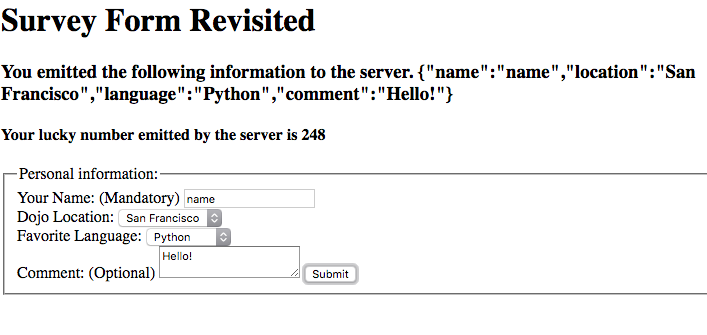 Survey Form Revisited
You emitted the following information to the server. {"name":"name","location":"San
Francisco","language":"Python","comment":"Hello!"}
Your lucky number emitted by the server is 248
Personal information:
Your Name: (Mandatory) name
Dojo Location: San Francisco
Favorite Language: Python
Comment: (Optional) Hello! Submit